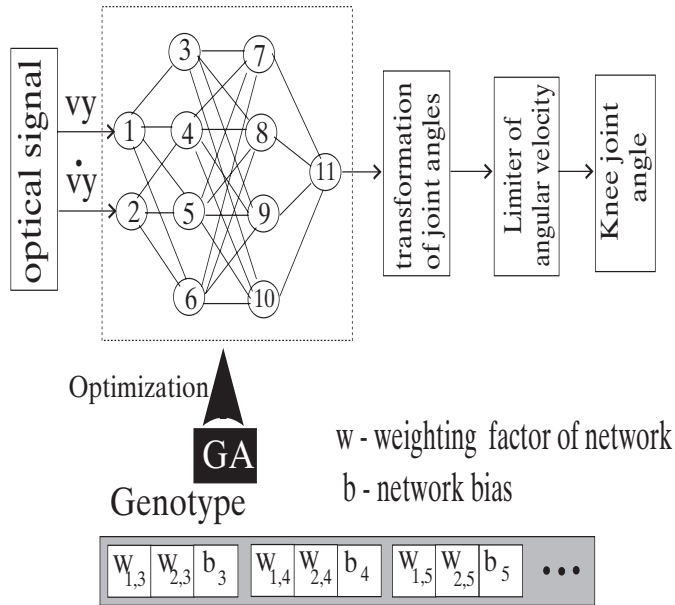 optical signal
vy
v̇y
1
2
3
4
5
6
7
8
9
10
11
transformation
of joint angles
Limiter of
angular velocity
Knee joint
angle
Optimization
GA
Genotype
w - weighting factor of network
b - network bias
W1,3 W2,3 b3 W1,4 W2,4 b4 W1,5 W2,5 b5 •••